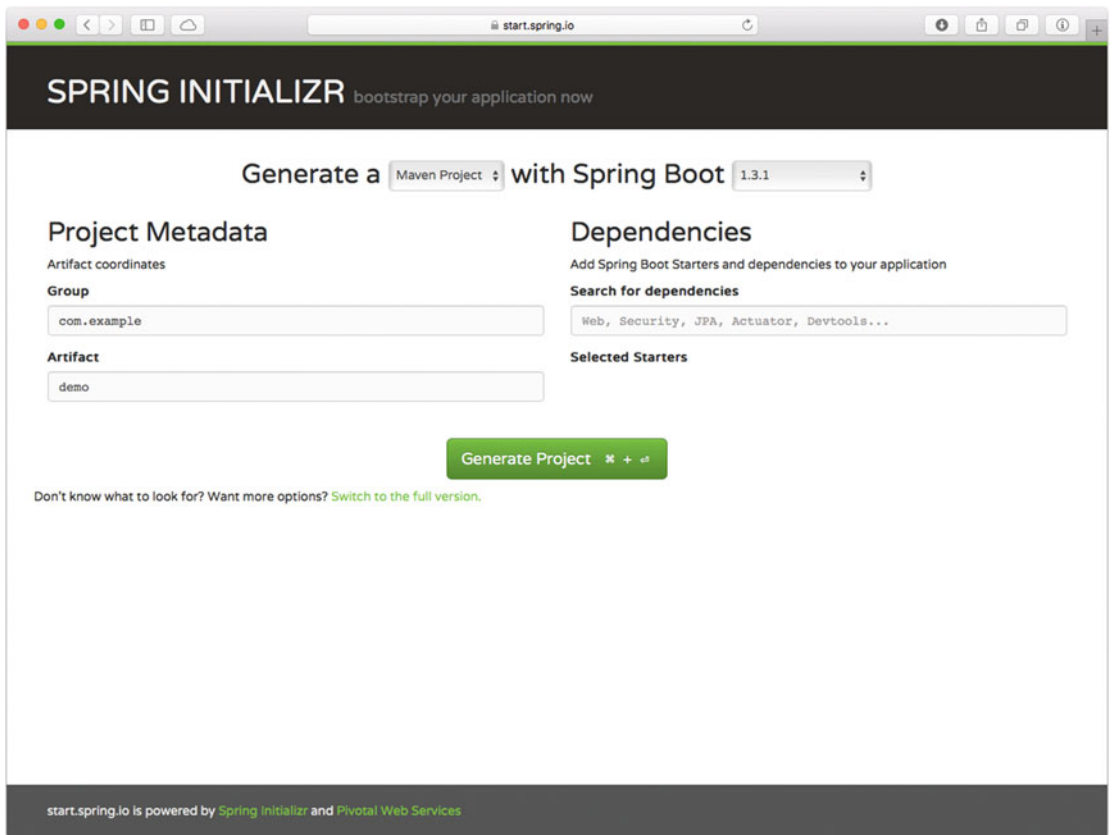 start.spring.io
SPRING INITIALIZR bootstrap your application now
Generate a Maven Project with Spring Boot 1.3.1
Project Metadata
Artifact coordinates
Group
com.example
Artifact
demo
Dependencies
Add Spring Boot Starters and dependencies to your application
Search for dependencies
Web, Security, JPA, Actuator, Devtools...
Selected Starters
Generate Project ⌘ + ⏎
Don't know what to look for? Want more options? Switch to the full version.
start.spring.io is powered by Spring Initializr and Pivotal Web Services